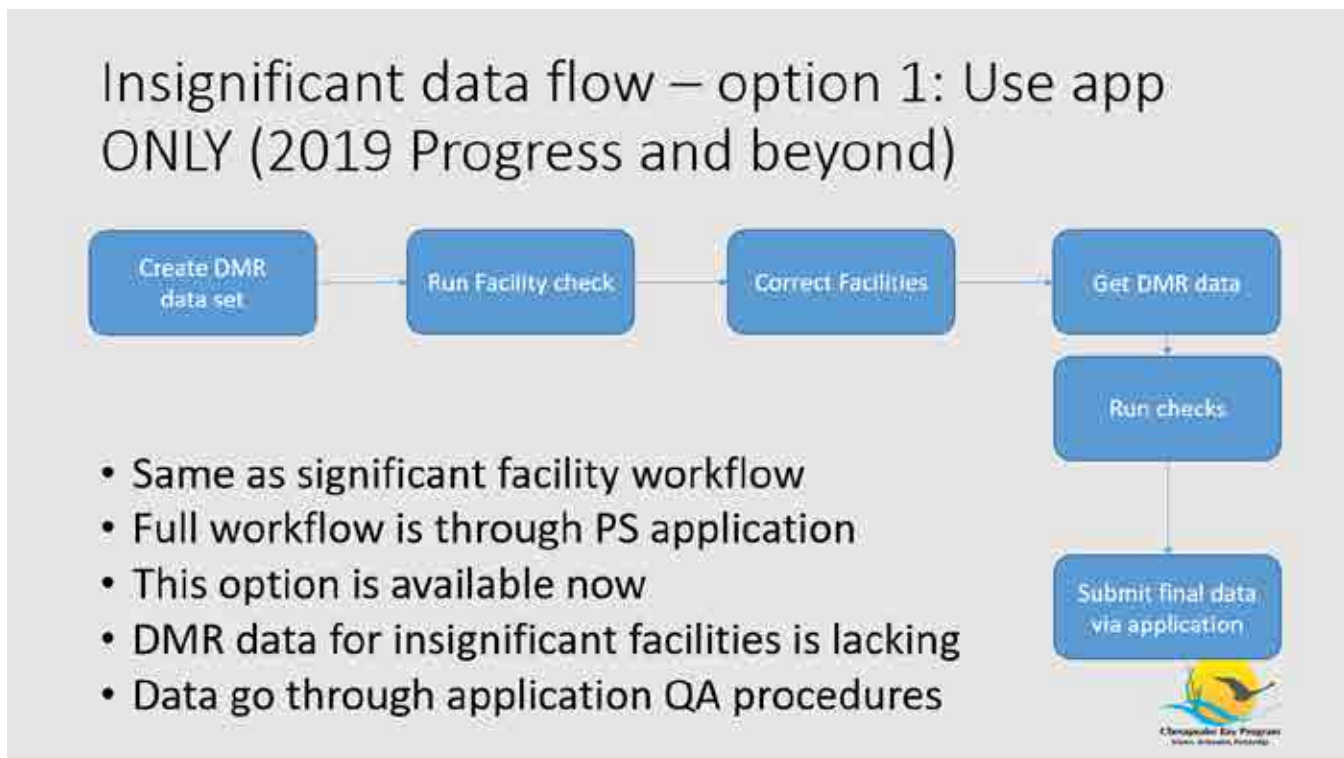 Insignificant data flow – option 1: Use app
ONLY (2019 Progress and beyond)
Create DMR
data set
Run Facility check
Correct Facilities
Get DMR data
Run checks
Submit final data
via application
• Same as significant facility workflow
• Full workflow is through PS application
• This option is available now
• DMR data for insignificant facilities is lacking
• Data go through application QA procedures
Chesapeake Bay Program
Science. Restoration. Partnership.